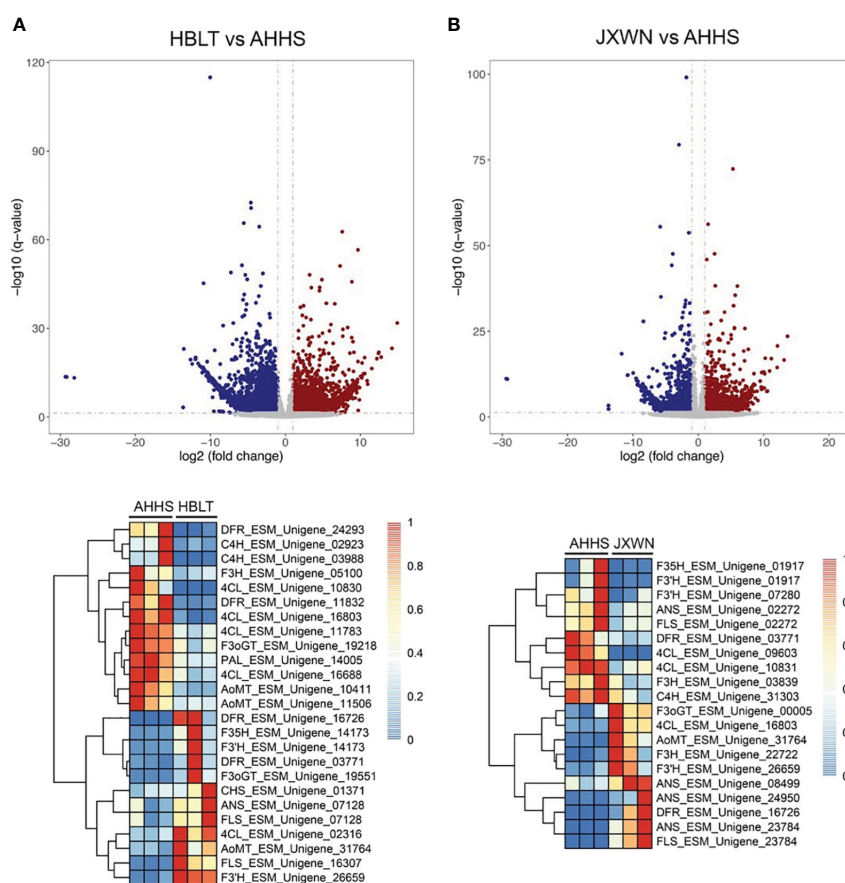 A
HBLT vs AHHS
120
90
60
30
0
-log10 (q-value)
−30
−20
−10
0
10
log2 (fold change)
B
JXWN vs AHHS
100
75
50
25
0
-log10 (q-value)
−30
−20
−10
0
10
20
log2 (fold change)
AHHS HBLT
DFR_ESM_Unigene_24293
C4H_ESM_Unigene_02923
C4H_ESM_Unigene_03988
F3H_ESM_Unigene_05100
4CL_ESM_Unigene_10830
DFR_ESM_Unigene_11832
4CL_ESM_Unigene_16803
4CL_ESM_Unigene_11783
F3oGT_ESM_Unigene_19218
PAL_ESM_Unigene_14005
4CL_ESM_Unigene_16688
AoMT_ESM_Unigene_10411
AoMT_ESM_Unigene_11506
DFR_ESM_Unigene_16726
F35H_ESM_Unigene_14173
F3'H_ESM_Unigene_14173
DFR_ESM_Unigene_03771
F3oGT_ESM_Unigene_19551
CHS_ESM_Unigene_01371
ANS_ESM_Unigene_07128
FLS_ESM_Unigene_07128
4CL_ESM_Unigene_02316
AoMT_ESM_Unigene_31764
FLS_ESM_Unigene_16307
F3'H_ESM_Unigene_26659
1
0.8
0.6
0.4
0.2
0
AHHS JXWN
F35H_ESM_Unigene_01917
F3'H_ESM_Unigene_01917
F3'H_ESM_Unigene_07280
ANS_ESM_Unigene_02272
FLS_ESM_Unigene_02272
DFR_ESM_Unigene_03771
4CL_ESM_Unigene_09603
4CL_ESM_Unigene_10831
F3H_ESM_Unigene_03839
C4H_ESM_Unigene_31303
F3oGT_ESM_Unigene_00005
4CL_ESM_Unigene_16803
AoMT_ESM_Unigene_31764
F3H_ESM_Unigene_22722
F3'H_ESM_Unigene_26659
ANS_ESM_Unigene_08499
ANS_ESM_Unigene_24950
DFR_ESM_Unigene_16726
ANS_ESM_Unigene_23784
FLS_ESM_Unigene_23784